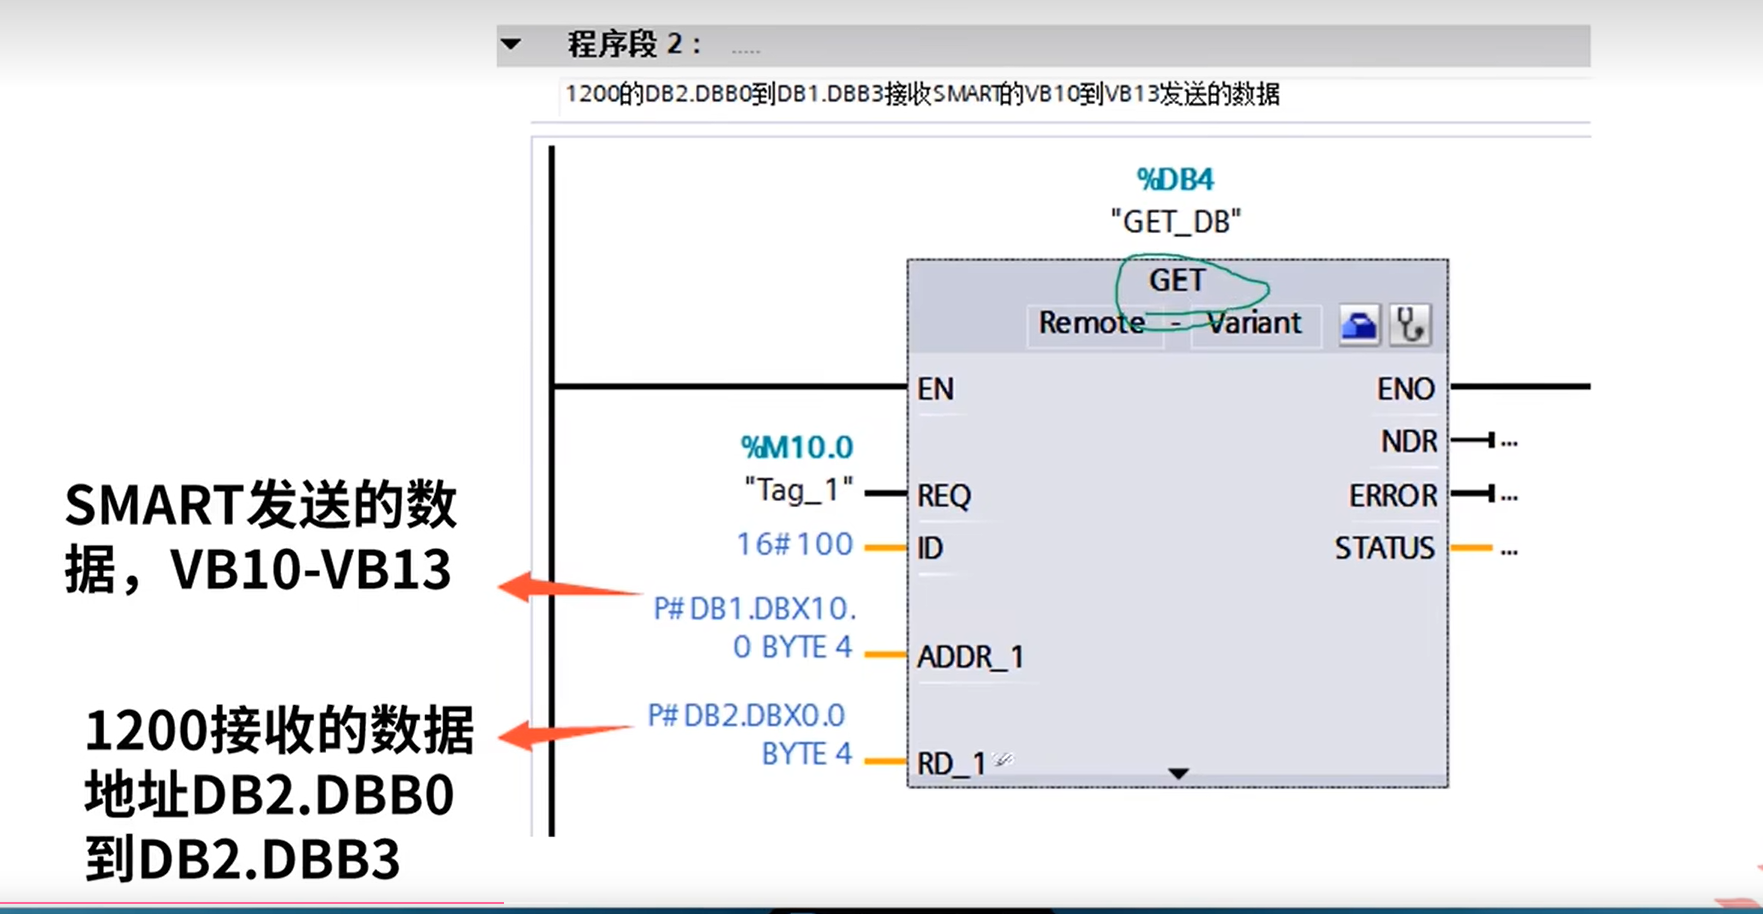 程序段 2： .....
1200的DB2.DBB0到DB1.DBB3接收SMART的VB10到VB13发送的数据
%DB4
"GET_DB"
GET
Remote - Variant
EN
ENO
NDR
...
%M10.0
"Tag_1"
REQ
ERROR
...
16#100
ID
STATUS
...
P#DB1.DBX10.
0 BYTE 4
ADDR_1
P#DB2.DBX0.0
BYTE 4
RD_1
SMART发送的数
据，VB10-VB13
1200接收的数据
地址DB2.DBB0
到DB2.DBB3